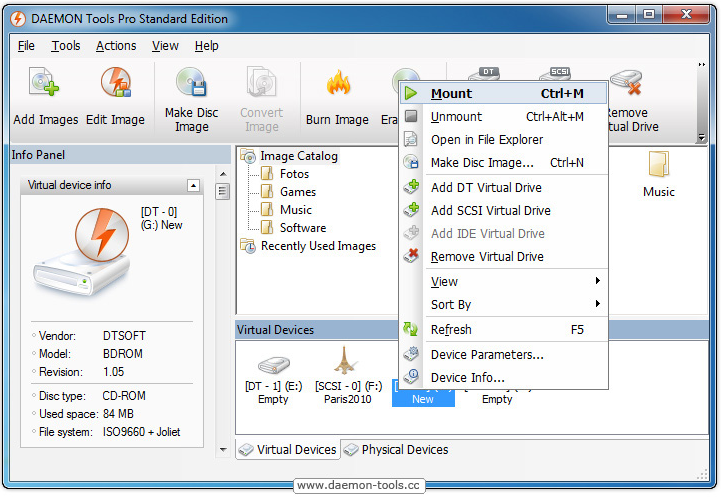 DAEMON Tools Pro Standard Edition
File Tools Actions View Help
Add Images
Edit Image
Make Disc
Image
Convert
Image
Burn Image
DT
SCSI
Info Panel
Virtual device info
[DT - 0]
(G:) New
Vendor: DTSOFT
Model: BDROM
Revision: 1.05
Disc type: CD-ROM
Used space: 84 MB
File system: ISO9660 + Joliet
Image Catalog
Fotos
Games
Music
Software
Recently Used Images
Music
Mount Ctrl+M
Unmount Ctrl+Alt+M
Open in File Explorer
Make Disc Image... Ctrl+N
Add DT Virtual Drive
Add SCSI Virtual Drive
Add IDE Virtual Drive
Remove Virtual Drive
View
Sort By
Refresh F5
Device Parameters...
Device Info...
Virtual Devices
[DT - 1] (E:)
Empty
[SCSI - 0] (F:)
Paris2010
New
Empty
Virtual Devices
Physical Devices
www.daemon-tools.cc